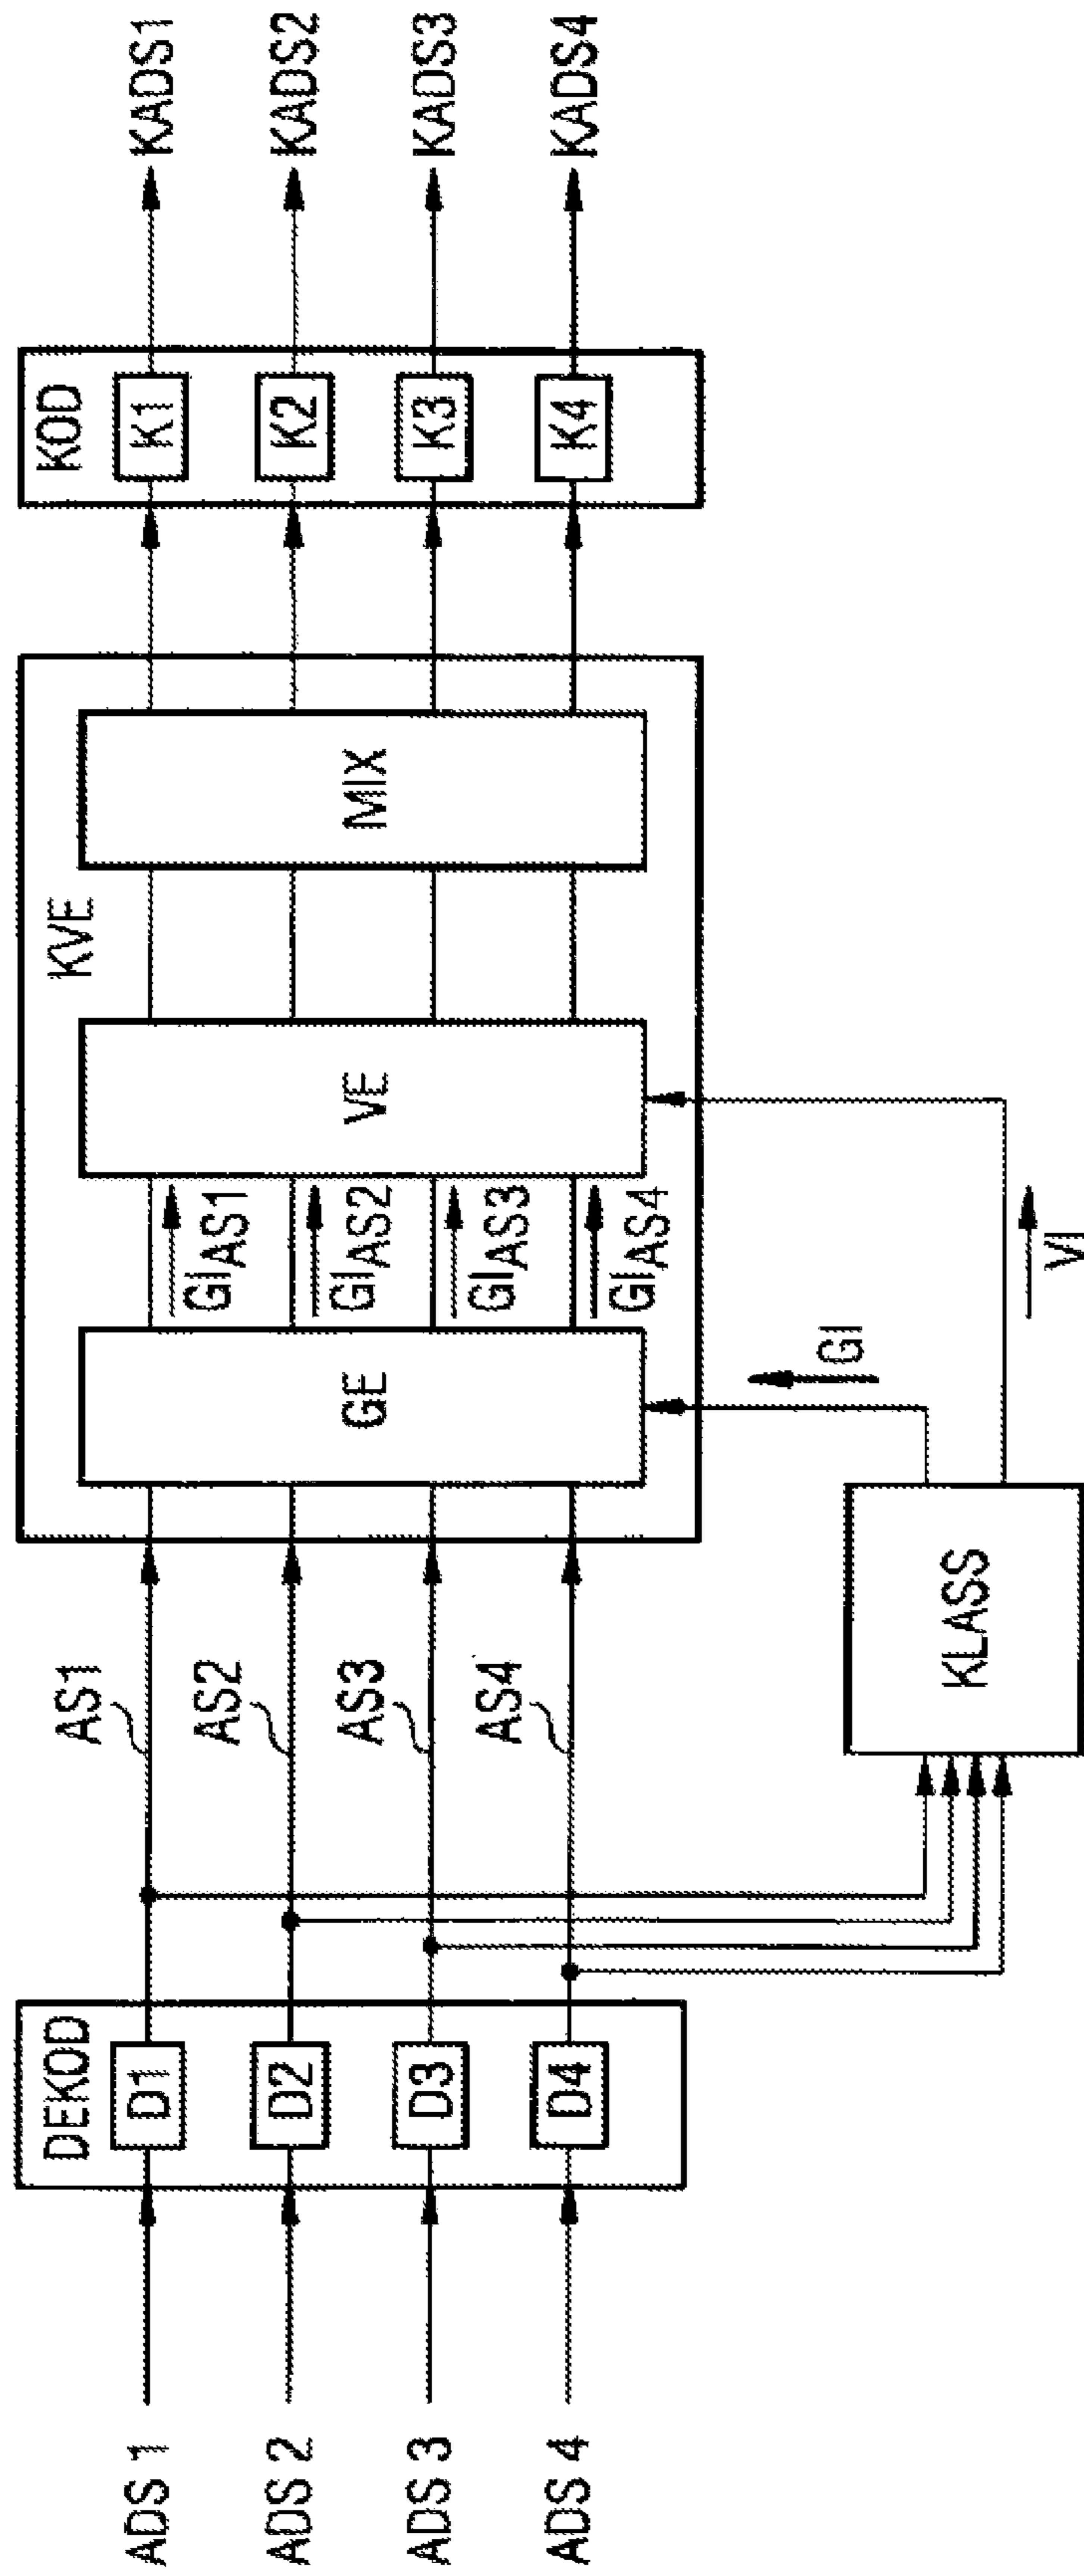 ADS 1
ADS 2
ADS 3
ADS 4
DEKOD
D1
D2
D3
D4
AS1
AS2
AS3
AS4
KLASS
GI
VI
KVE
GE
GIAS1
GIAS2
GIAS3
GIAS4
VE
MIX
KOD
K1
K2
K3
K4
KADS1
KADS2
KADS3
KADS4